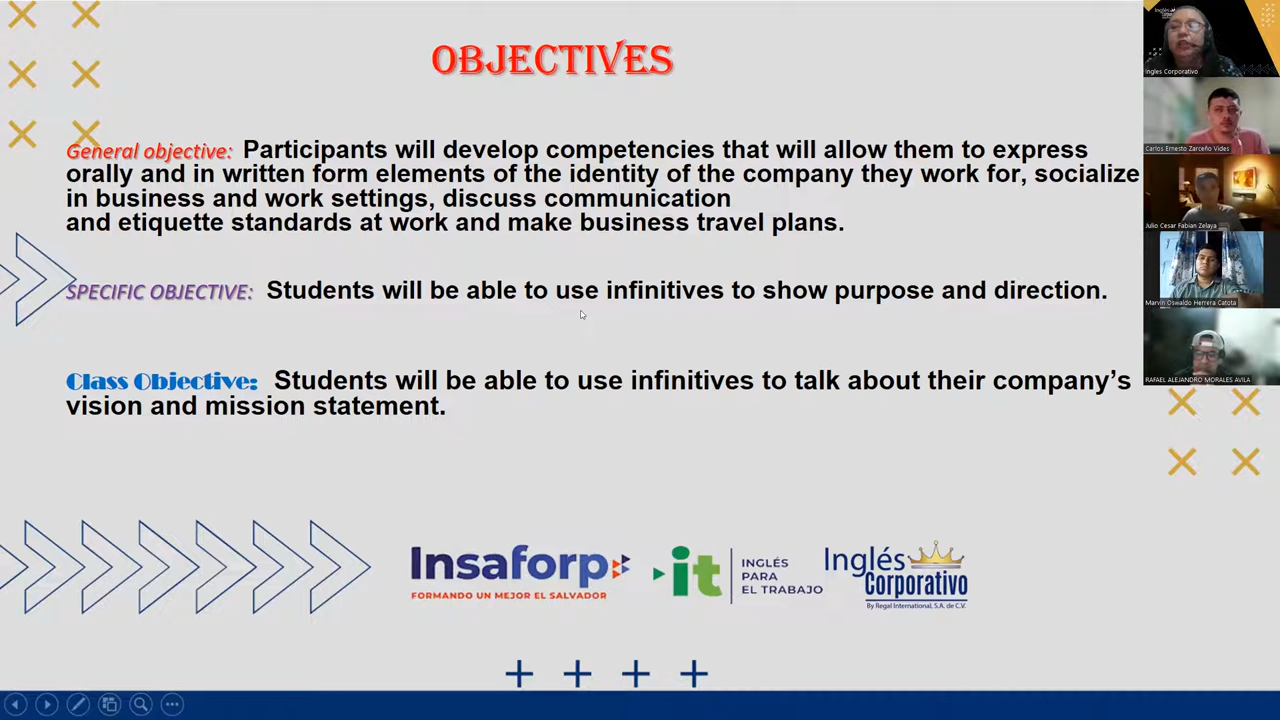 OBJECTIVES
General objective: Participants will develop competencies that will allow them to express
orally and in written form elements of the identity of the company they work for, socialize
in business and work settings, discuss communication
and etiquette standards at work and make business travel plans.
SPECIFIC OBJECTIVE: Students will be able to use infinitives to show purpose and direction.
Class Objective: Students will be able to use infinitives to talk about their company's
vision and mission statement.
Insaforp
FORMANDO UN MEJOR EL SALVADOR
it
INGLÉS
PARA
EL TRABAJO
Inglés
Corporativo
By Regal International, S.A. de C.V.
Inglés
Corporativo
Ingles Corporativo
Carlos Ernesto Zarceño Vides
Julio Cesar Fabian Zelaya
Marvin Oswaldo Herrera Catota
RAFAEL ALEJANDRO MORALES AVILA